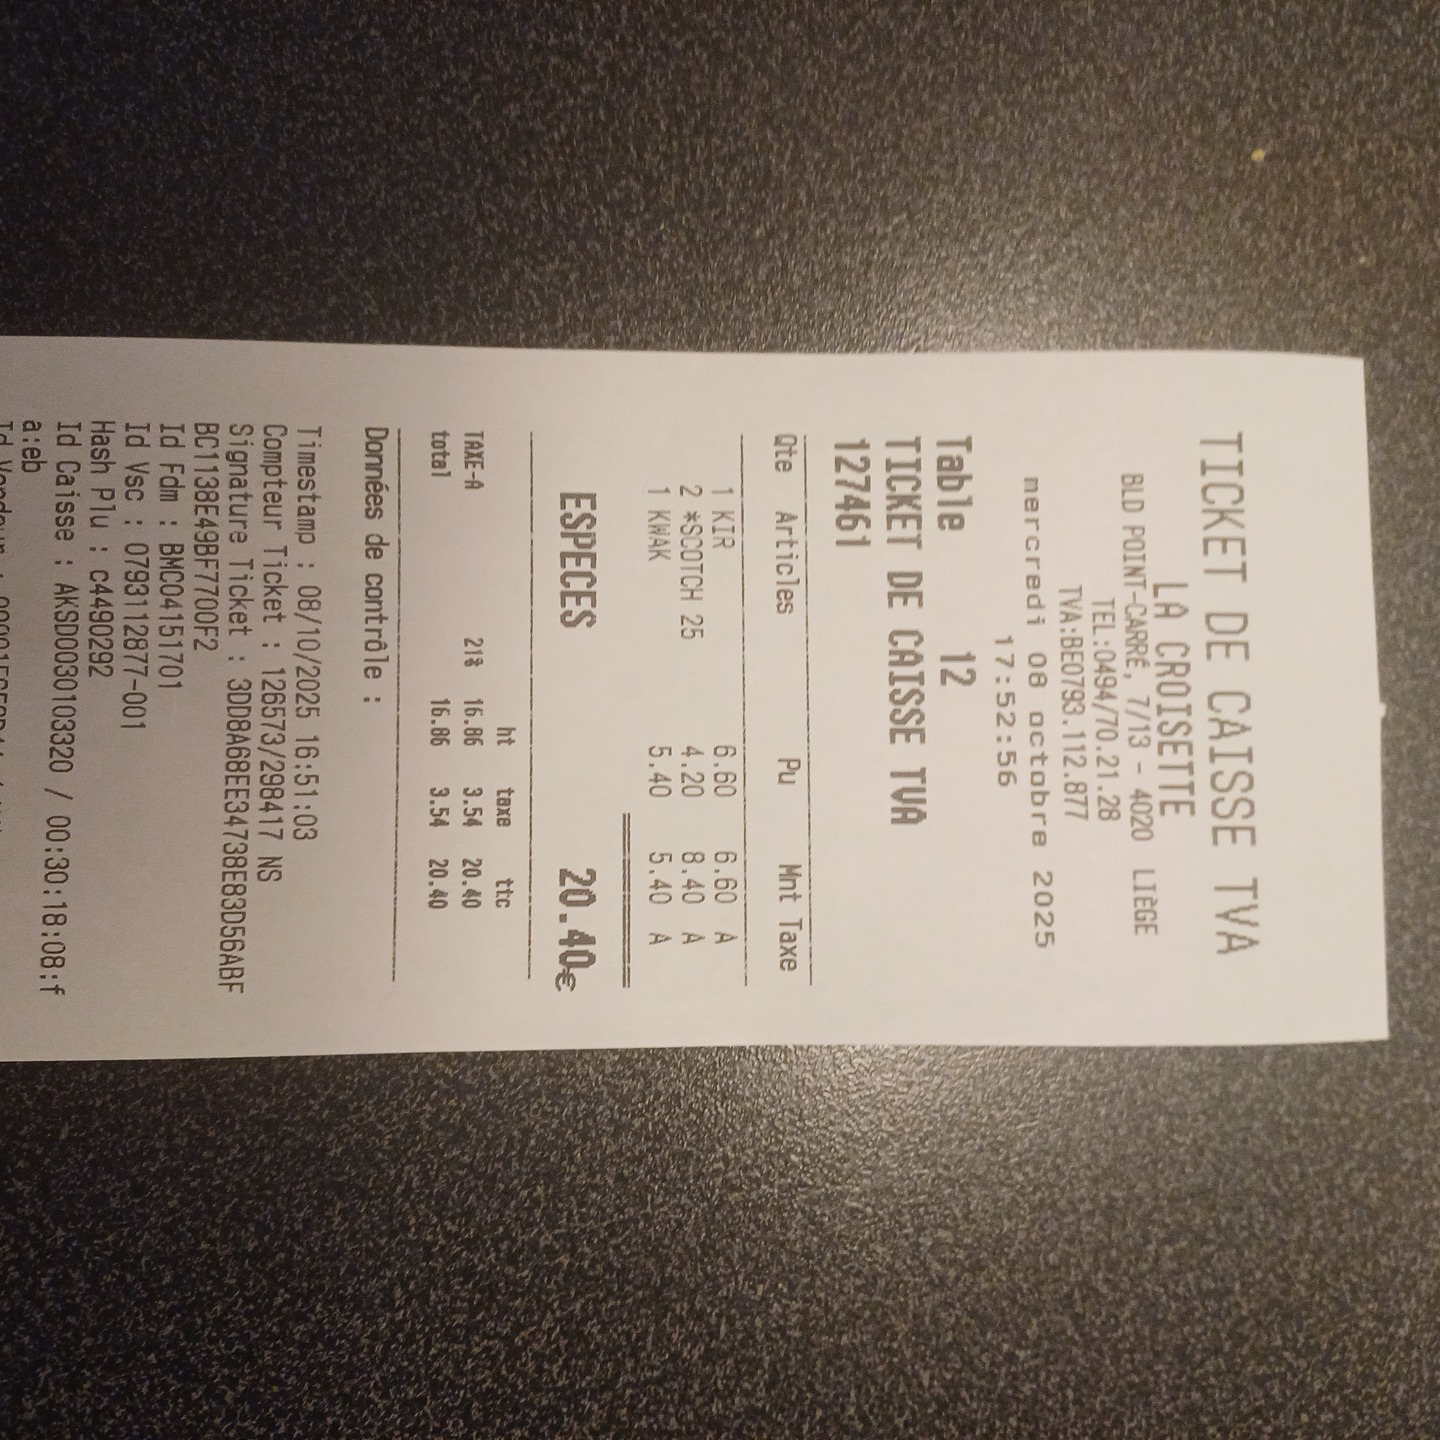 TICKET DE CAISSE TVA
LA CROISETTE
BLD POINT-CARRÉ, 7/13 - 4020 LIÈGE
TEL:0494/70.21.28
TVA:BE0793.112.877
mercredi 08 octobre 2025
17:52:56
Table 12
TICKET DE CAISSE TVA
127461
Qte Articles Pu Mnt Taxe
1 KIR 6.60 6.60 A
2 *SCOTCH 25 4.20 8.40 A
1 KWAK 5.40 5.40 A
ESPECES 20.40€
ht taxe ttc
TAXE-A 21% 16.86 3.54 20.40
total 16.86 3.54 20.40
Données de contrôle :
Timestamp : 08/10/2025 16:51:03
Compteur Ticket : 126573/298417 NS
Signature Ticket : 3DD8A68EE34738E83D56ABF
BC1138E49BF7700F2
Id Fdm : BMC04151701
Id Vsc : 0793112877-001
Hash Plu : c4490292
Id Caisse : AKSD0030103320 / 00:30:18:08:f
a:eb
Id Vendeur :